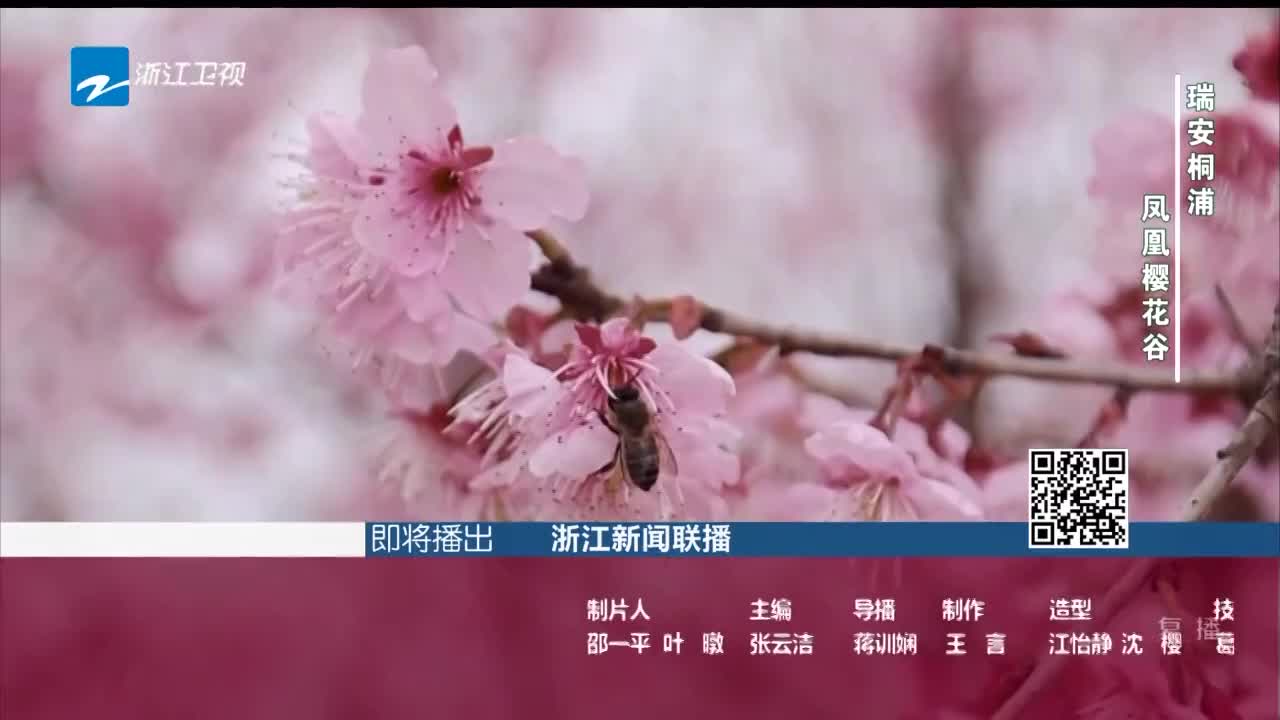 浙江卫视
瑞安桐浦
凤凰樱花谷
即将播出 浙江新闻联播
制片人 主编 导播 制作 造型 技
复播
邵一平 叶 暾 张云洁 蒋训娴 王 言 江怡静 沈 樱 葛